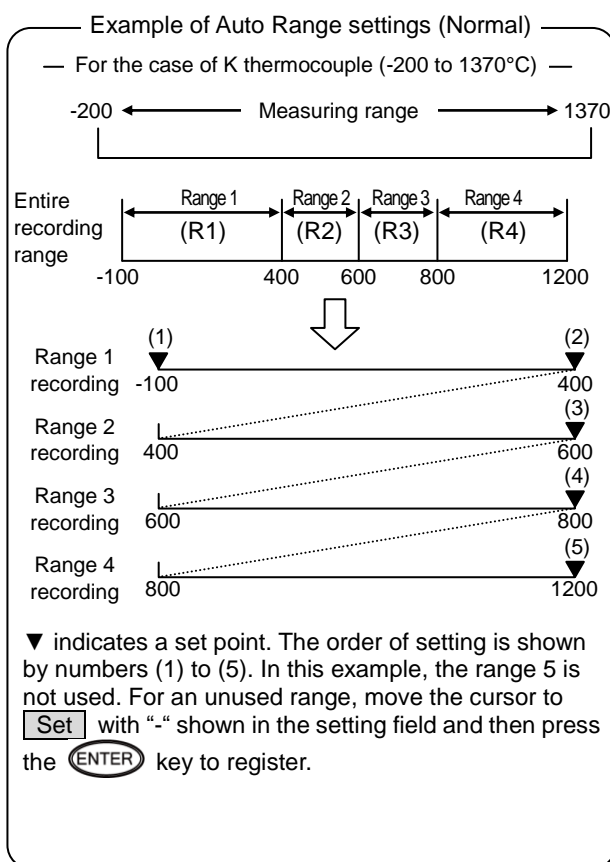 Example of Auto Range settings (Normal)
For the case of K thermocouple (-200 to 1370°C)
-200 Measuring range 1370
Entire recording range
Range 1 Range 2 Range 3 Range 4
(R1) (R2) (R3) (R4)
-100 400 600 800 1200
(1) (2)
Range 1 recording
-100 400
(3)
Range 2 recording
400 600
(4)
Range 3 recording
600 800
(5)
Range 4 recording
800 1200
▼ indicates a set point. The order of setting is shown
by numbers (1) to (5). In this example, the range 5 is
not used. For an unused range, move the cursor to
Set with “-“ shown in the setting field and then press
the ENTER key to register.